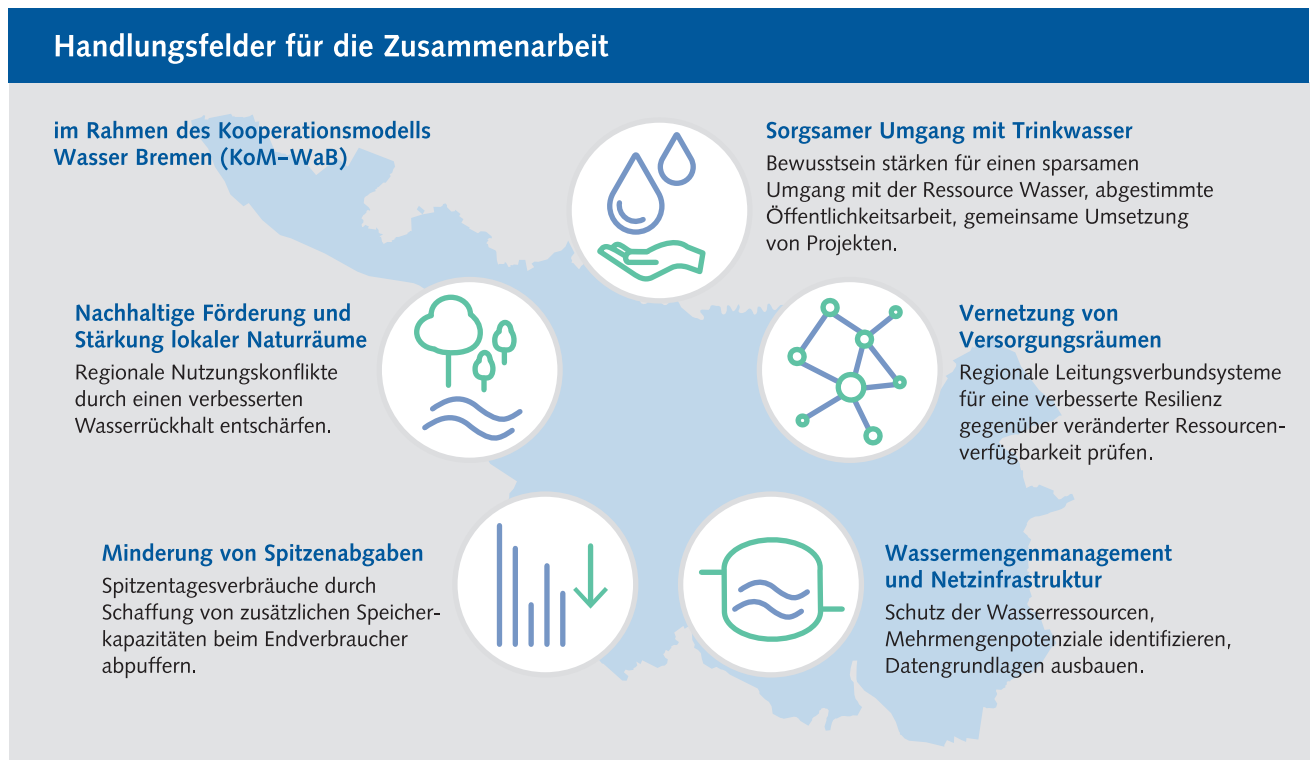 Handlungsfelder für die Zusammenarbeit
im Rahmen des Kooperationsmodells
Wasser Bremen (KoM–WaB)
Sorgsamer Umgang mit Trinkwasser
Bewusstsein stärken für einen sparsamen
Umgang mit der Ressource Wasser, abgestimmte
Öffentlichkeitsarbeit, gemeinsame Umsetzung
von Projekten.
Nachhaltige Förderung und
Stärkung lokaler Naturräume
Regionale Nutzungskonflikte
durch einen verbesserten
Wasserrückhalt entschärfen.
Vernetzung von
Versorgungsräumen
Regionale Leitungsverbundsysteme
für eine verbesserte Resilienz
gegenüber veränderter Ressourcen-
verfügbarkeit prüfen.
Minderung von Spitzenabgaben
Spitzentagesverbräuche durch
Schaffung von zusätzlichen Speicher-
kapazitäten beim Endverbraucher
abpuffern.
Wassermengenmanagement
und Netzinfrastruktur
Schutz der Wasserressourcen,
Mehrmengenpotenziale identifizieren,
Datengrundlagen ausbauen.